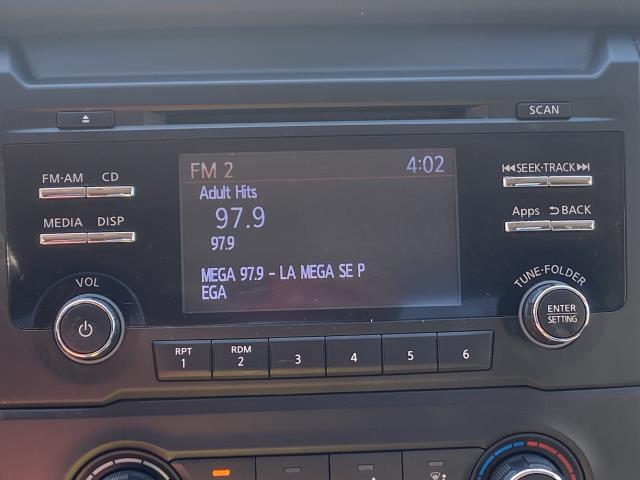 SCAN
FM·AM CD
MEDIA DISP
VOL
FM 2 4:02
Adult Hits
97.9
97.9
MEGA 97.9 - LA MEGA SE P
EGA
SEEK·TRACK
Apps BACK
TUNE·FOLDER
ENTER
SETTING
RPT
1
RDM
2
3
4
5
6